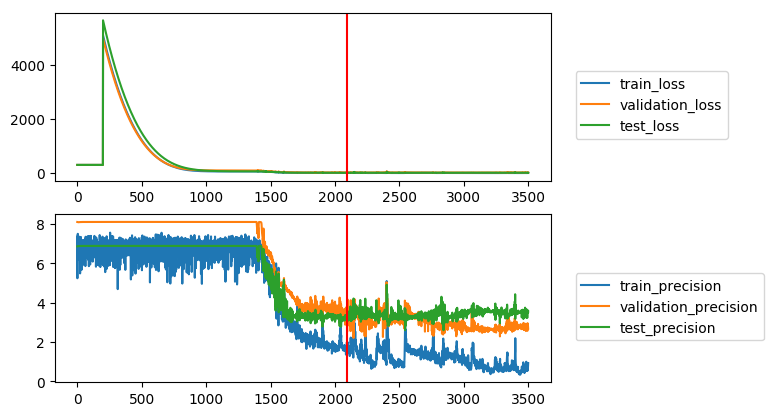 4000
2000
0
0 500 1000 1500 2000 2500 3000 3500
train_loss
validation_loss
test_loss
8
6
4
2
0
0 500 1000 1500 2000 2500 3000 3500
train_precision
validation_precision
test_precision